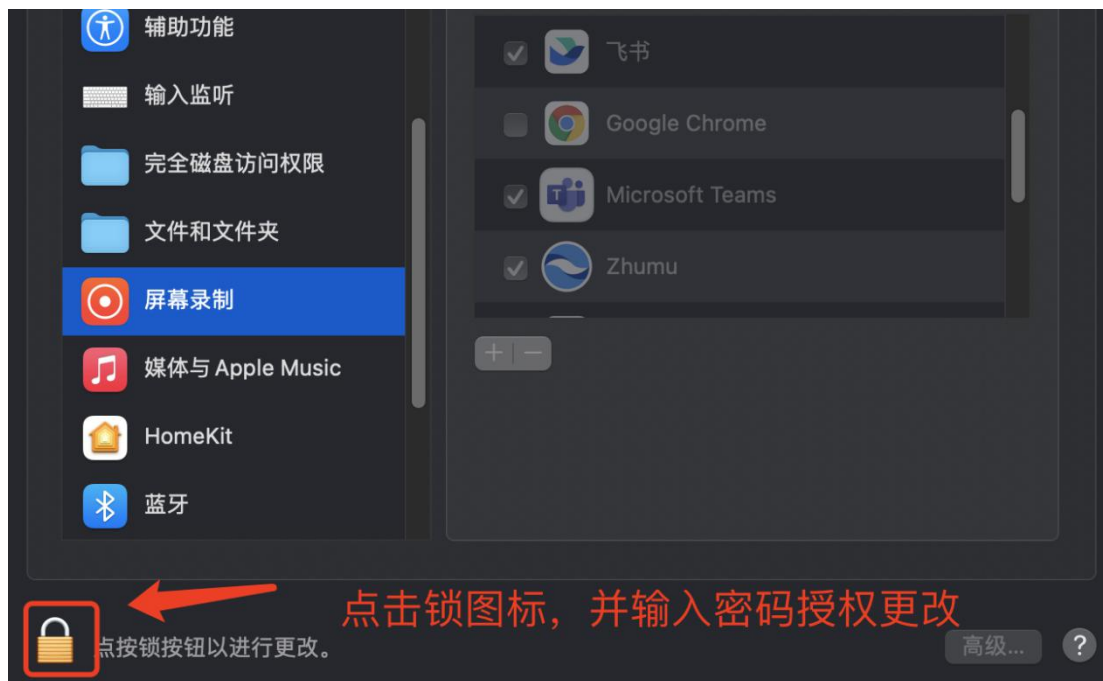 辅助功能
输入监听
完全磁盘访问权限
文件和文件夹
屏幕录制
媒体与 Apple Music
HomeKit
蓝牙
飞书
Google Chrome
Microsoft Teams
Zhumu
点击锁图标，并输入密码授权更改
点按锁按钮以进行更改。
高级...
?